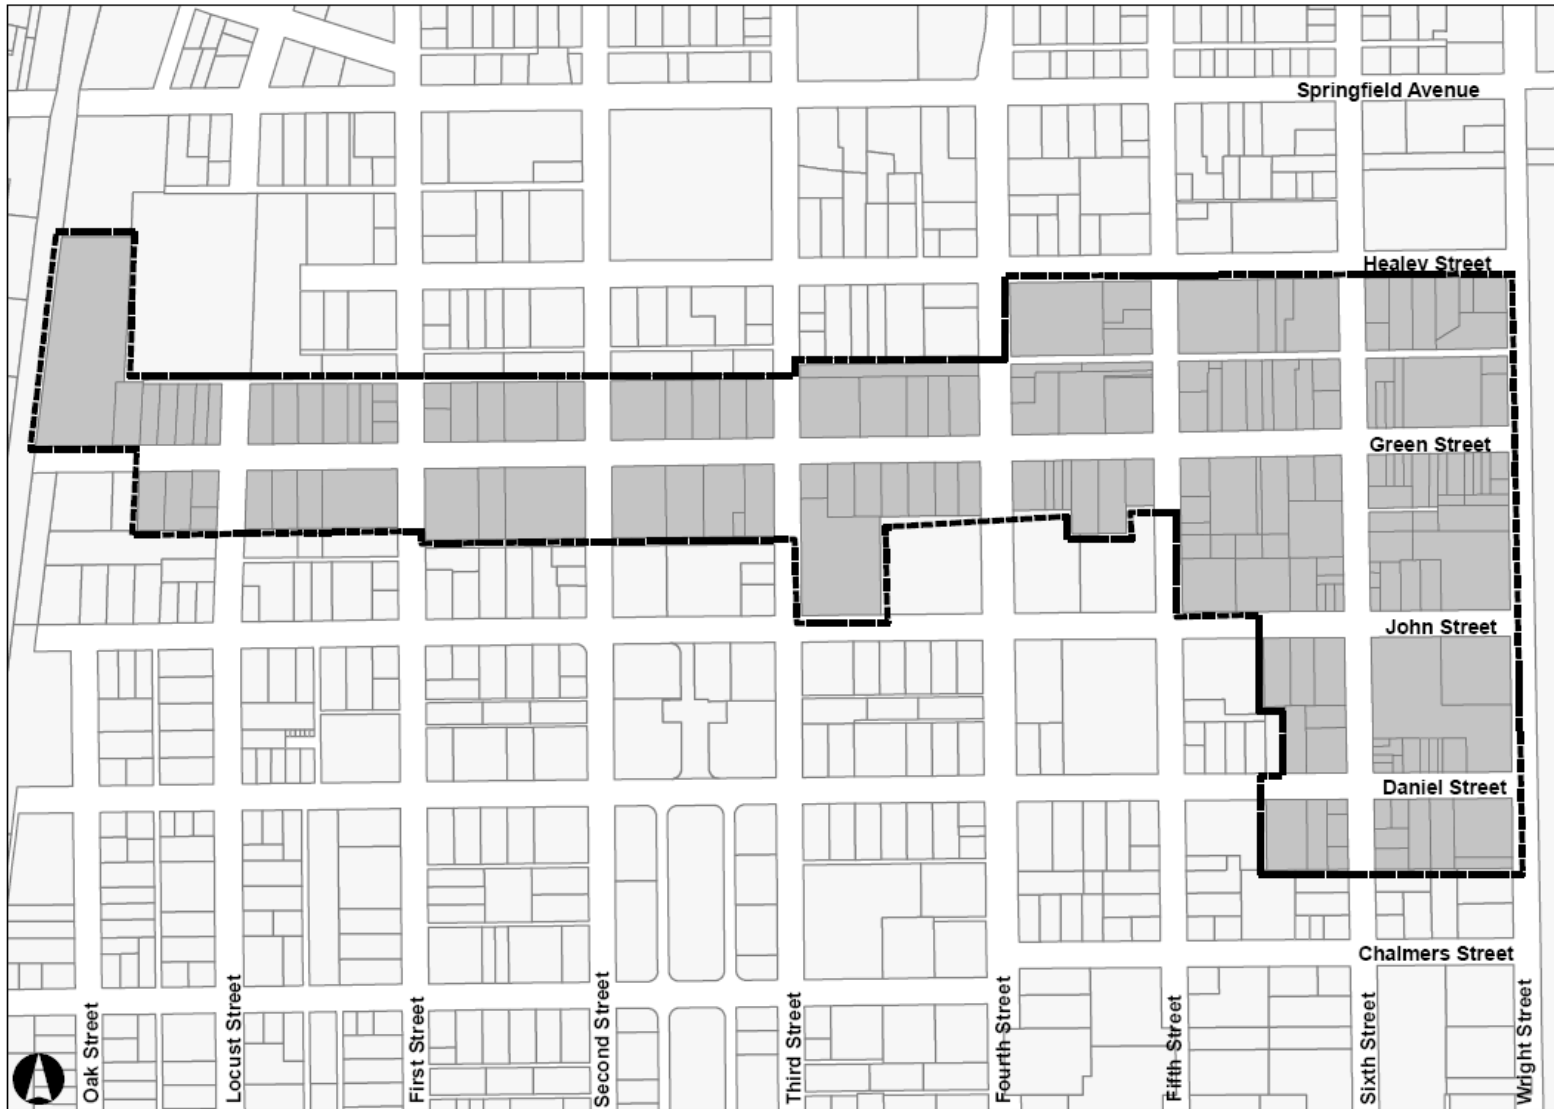 Springfield Avenue
Healey Street
Green Street
John Street
Daniel Street
Chalmers Street
Oak Street
Locust Street
First Street
Second Street
Third Street
Fourth Street
Fifth Street
Sixth Street
Wright Street